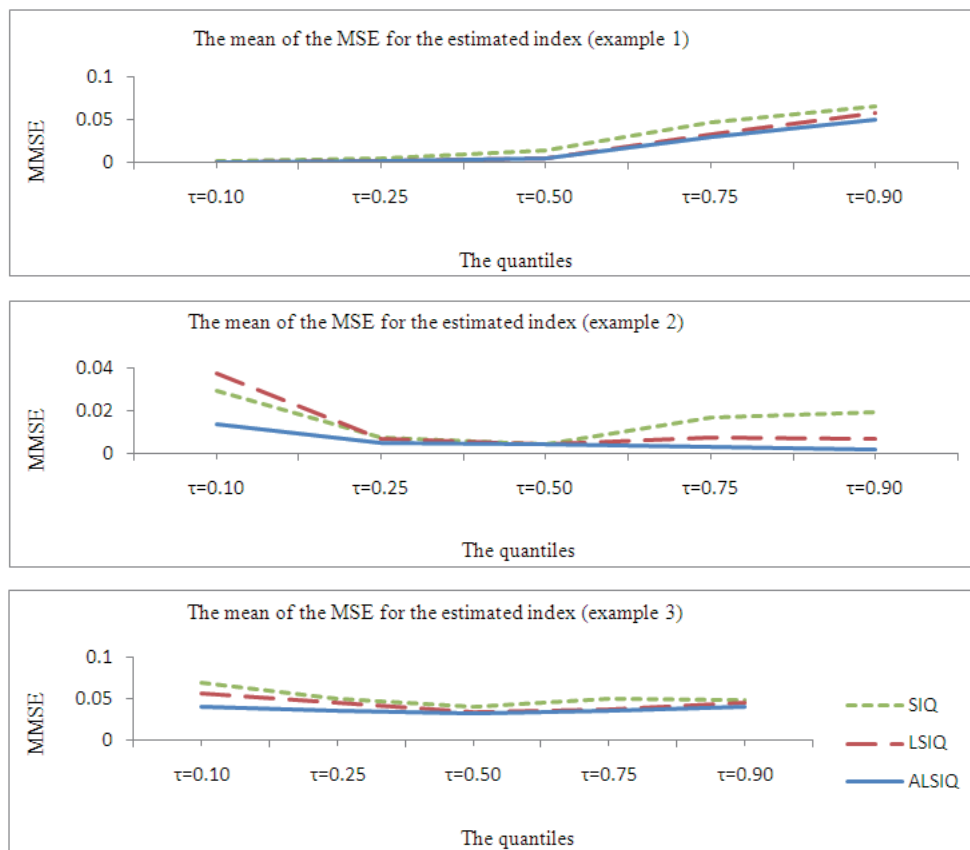 The mean of the MSE for the estimated index (example 1)
0.1
0.05
0
MMSE
τ=0.10 τ=0.25 τ=0.50 τ=0.75 τ=0.90
The quantiles
The mean of the MSE for the estimated index (example 2)
0.04
0.02
0
MMSE
τ=0.10 τ=0.25 τ=0.50 τ=0.75 τ=0.90
The quantiles
The mean of the MSE for the estimated index (example 3)
0.1
0.05
0
MMSE
τ=0.10 τ=0.25 τ=0.50 τ=0.75 τ=0.90
The quantiles
SIQ
LSIQ
ALSIQ